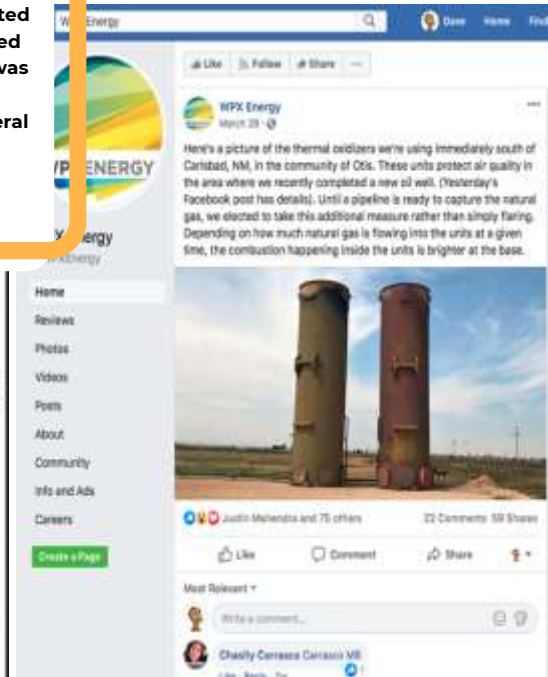 ted
ed
was
eral
WPX Energy
Dave Home Find
Like Follow Share
WPX Energy
March 29
Here's a picture of the thermal oxidizers we're using immediately south of
Carlsbad, NM, in the community of Otis. These units protect air quality in
the area where we recently completed a new oil well. (Yesterday's
Facebook post has details). Until a pipeline is ready to capture the natural
gas, we elected to take this additional measure rather than simply flaring.
Depending on how much natural gas is flowing into the units at a given
time, the combustion happening inside the units is brighter at the base.
ENERGY
Home
Reviews
Photos
Videos
Posts
About
Community
Info and Ads
Careers
Create a Page
Justin and 75 others
22 Comments 59 Shares
Like Comment Share
Most Relevant
Write a comment...
Chasity Carrasco Carrasco
Like Reply